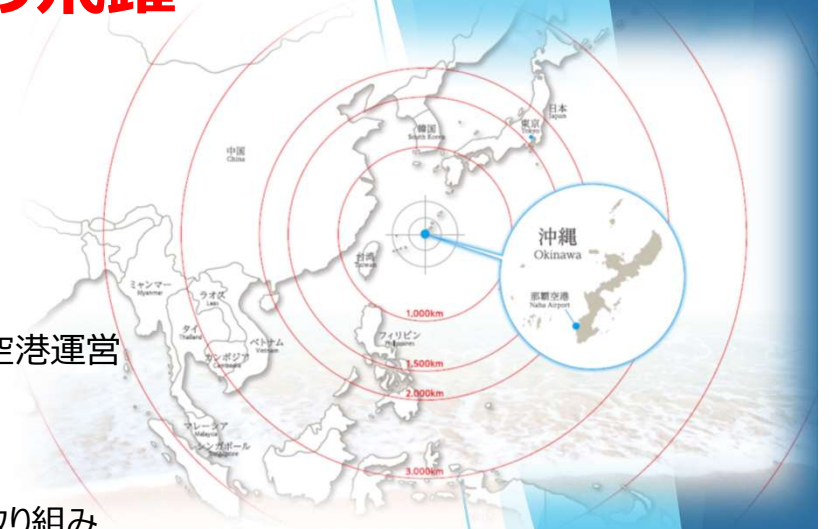 り飛躍
日本
Japan
東京
Tokyo
韓国
South Korea
中国
China
沖縄
Okinawa
那覇空港
Naha Airport
台湾
Taiwan
ミャンマー
Myanmar
ラオス
Laos
タイ
Thailand
ベトナム
Vietnam
カンボジア
Cambodia
フィリピン
Philippines
マレーシア
Malaysia
シンガポール
Singapore
1,000km
1,500km
2,000km
3,000km
空港運営
取り組み